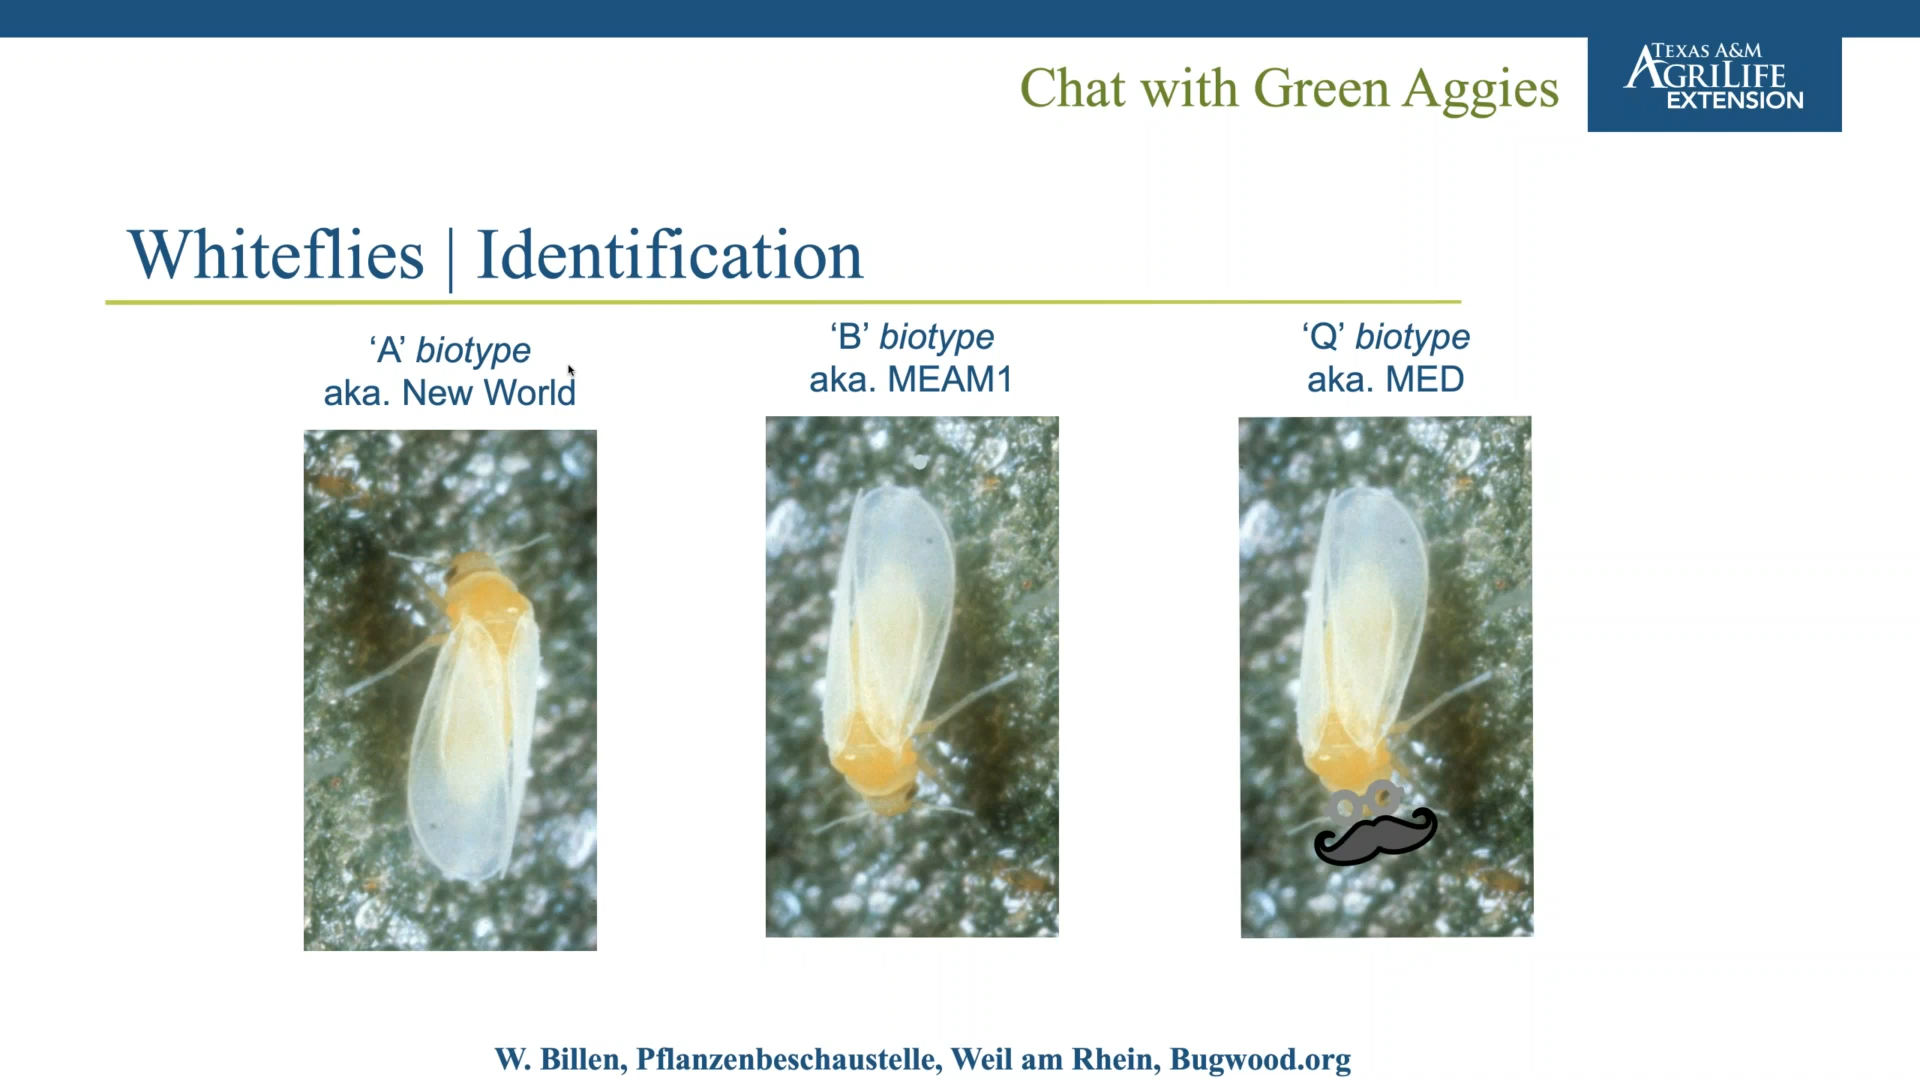 Chat with Green Aggies
TEXAS A&M
AGRILIFE
EXTENSION
Whiteflies | Identification
‘A’ biotype
aka. New World
‘B’ biotype
aka. MEAM1
‘Q’ biotype
aka. MED
W. Billen, Pflanzenbeschaustelle, Weil am Rhein, Bugwood.org